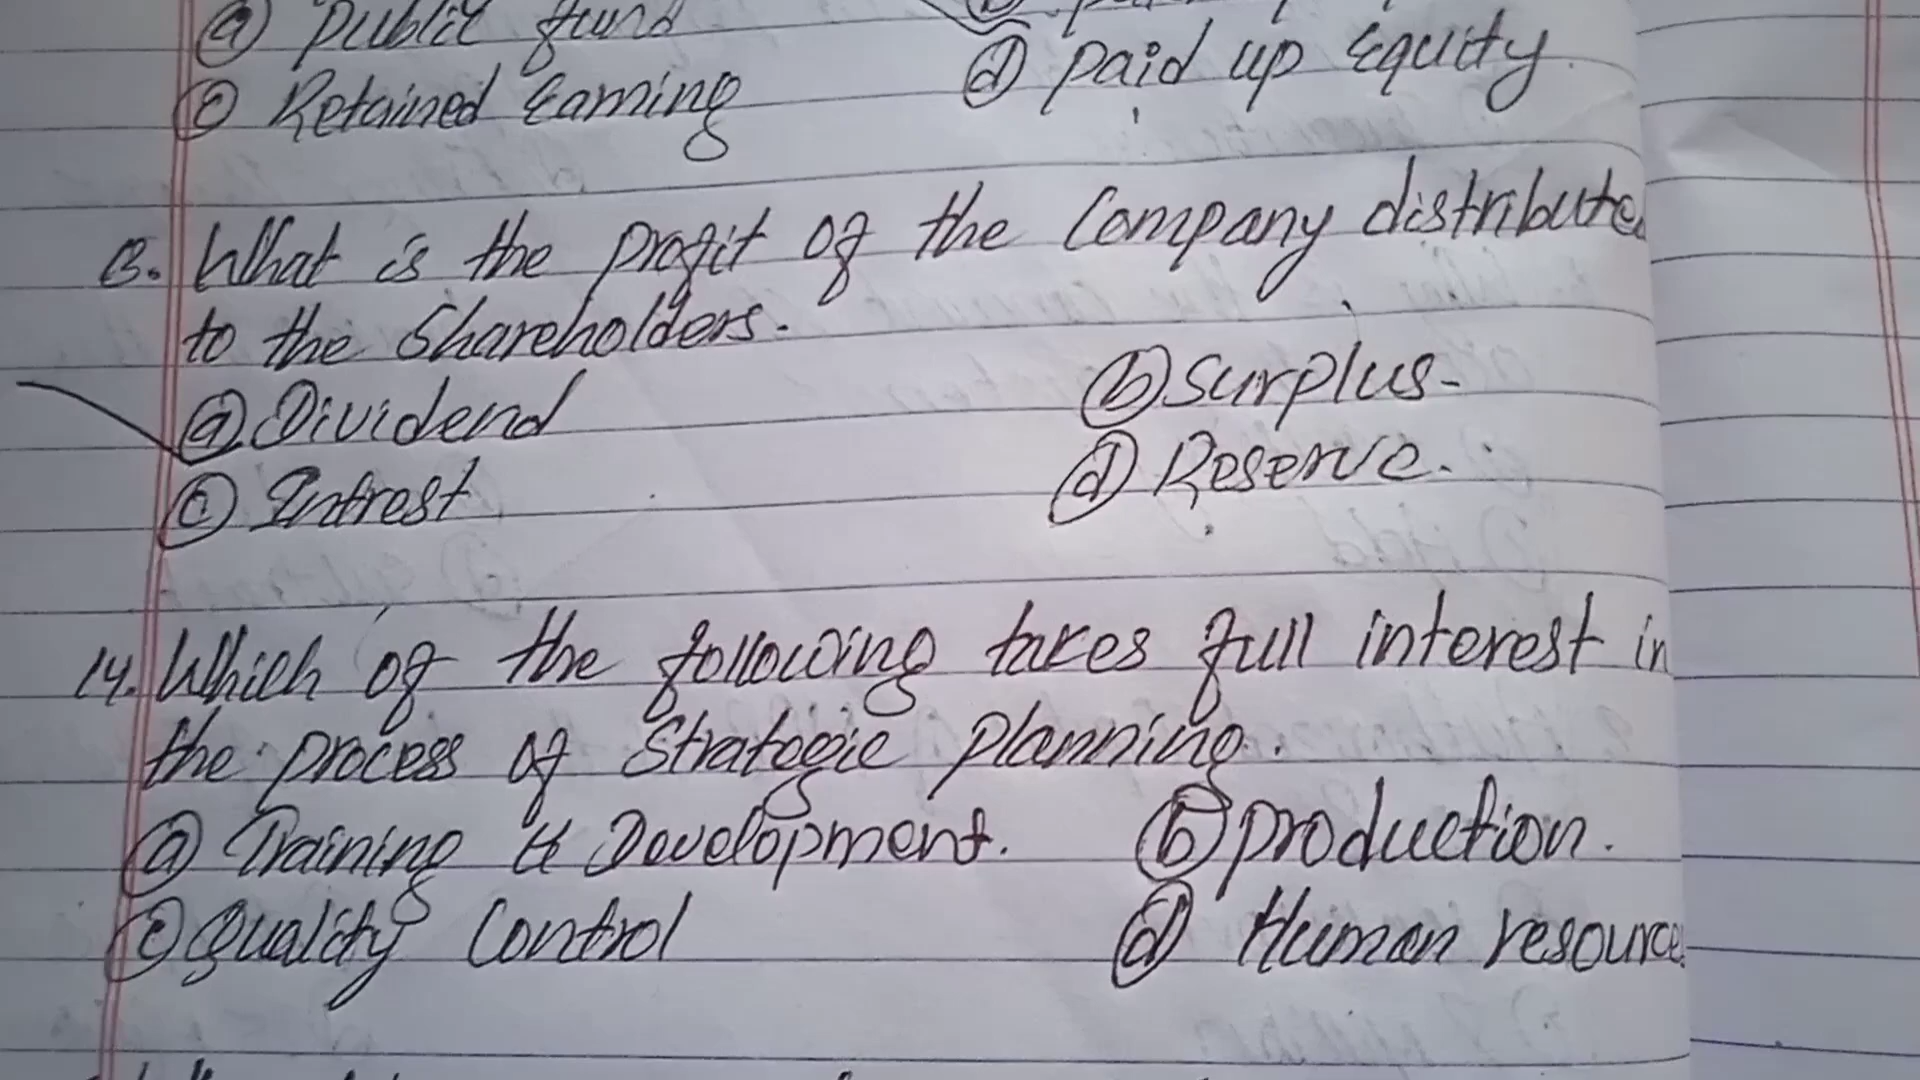 (a) Public fund
(c) Retained Earning (d) paid up Equity.
13. What is the profit of the Company distribute
to the Shareholders.
(a) Dividend (b) Surplus.
(c) Intrest (d) Reserve.
14. Which of the following takes full interest in
the process of Strategic planning.
(a) Training & Development. (b) production.
(c) Quality Control (d) Human resource.